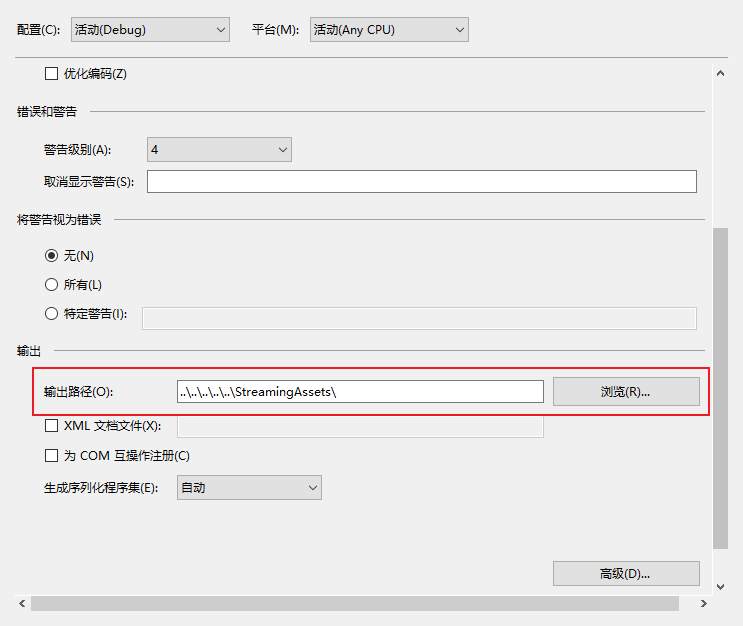 配置(C): 活动(Debug) 平台(M): 活动(Any CPU)
优化编码(Z)
错误和警告
警告级别(A): 4
取消显示警告(S):
将警告视为错误
无(N)
所有(L)
特定警告(I):
输出
输出路径(O): ..\..\..\..\..\StreamingAssets\ 浏览(R)...
XML 文档文件(X):
为 COM 互操作注册(C)
生成序列化程序集(E): 自动
高级(D)...